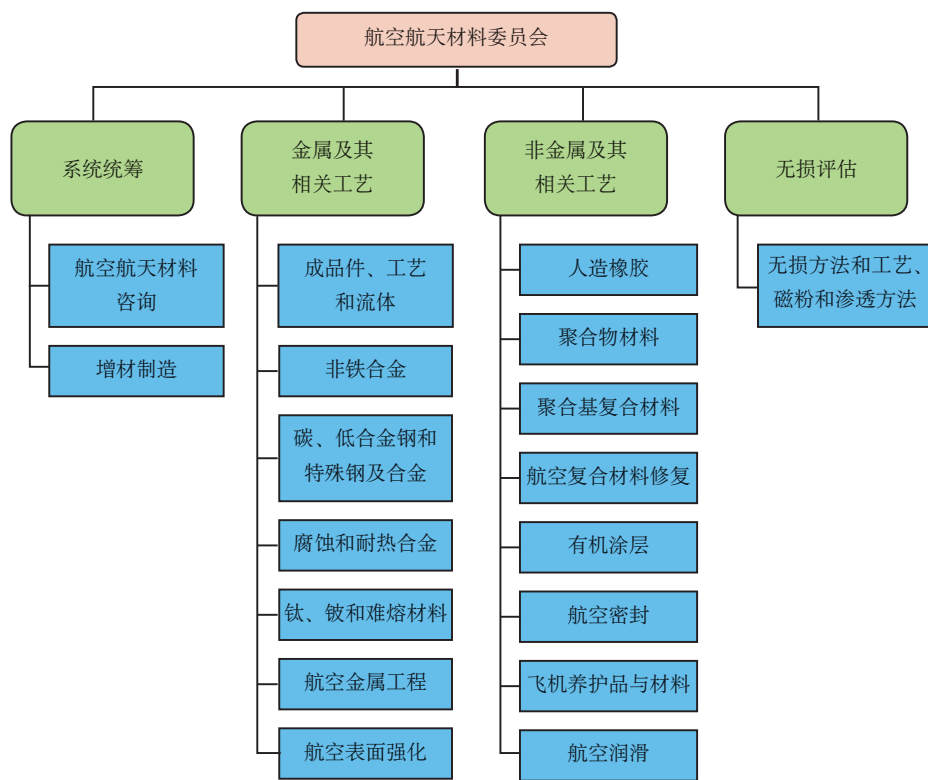 航空航天材料委员会
系统统筹
航空航天材料
咨询
增材制造
金属及其
相关工艺
成品件、工艺
和流体
非铁合金
碳、低合金钢和
特殊钢及合金
腐蚀和耐热合金
钛、铍和难熔材料
航空金属工程
航空表面强化
非金属及其
相关工艺
人造橡胶
聚合物材料
聚合基复合材料
航空复合材料修复
有机涂层
航空密封
飞机养护品与材料
航空润滑
无损评估
无损方法和工艺、
磁粉和渗透方法